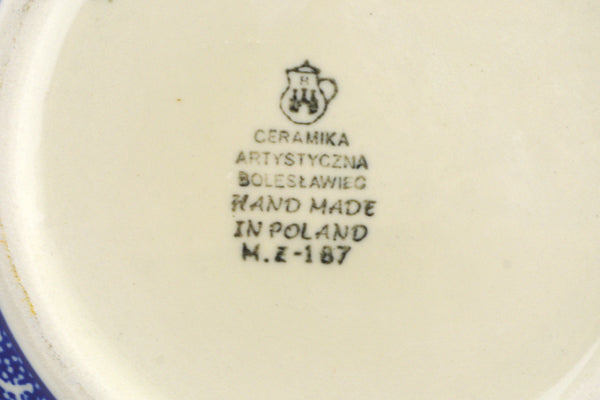 CERAMIKA
ARTYSTYCZNA
BOLESŁAWIEC
HAND MADE
IN POLAND
M.Z-187